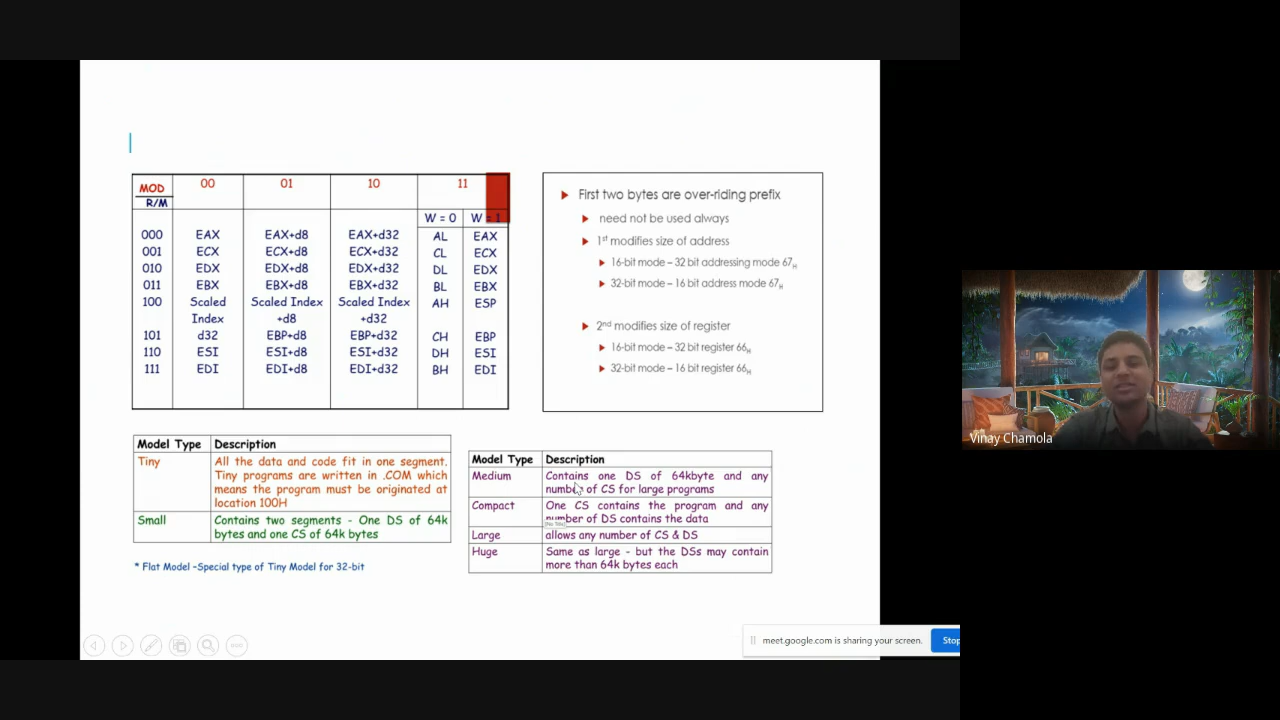 MOD 00 01 10 11
R/M
W = 0 W = 1
000 EAX EAX+d8 EAX+d32 AL EAX
001 ECX ECX+d8 ECX+d32 CL ECX
010 EDX EDX+d8 EDX+d32 DL EDX
011 EBX EBX+d8 EBX+d32 BL EBX
100 Scaled Scaled Index Scaled Index AH ESP
Index +d8 +d32
101 d32 EBP+d8 EBP+d32 CH EBP
110 ESI ESI+d8 ESI+d32 DH ESI
111 EDI EDI+d8 EDI+d32 BH EDI
First two bytes are over-riding prefix
need not be used always
1st modifies size of address
16-bit mode – 32 bit addressing mode 67H
32-bit mode – 16 bit address mode 67H
2nd modifies size of register
16-bit mode – 32 bit register 66H
32-bit mode – 16 bit register 66H
Model Type Description
Tiny All the data and code fit in one segment.
Tiny programs are written in .COM which
means the program must be originated at
location 100H
Small Contains two segments - One DS of 64k
bytes and one CS of 64k bytes
* Flat Model –Special type of Tiny Model for 32-bit
Model Type Description
Medium Contains one DS of 64kbyte and any
number of CS for large programs
Compact One CS contains the program and any
number of DS contains the data
Large allows any number of CS & DS
Huge Same as large - but the DSs may contain
more than 64k bytes each
meet.google.com is sharing your screen.
Stop
Vinay Chamola